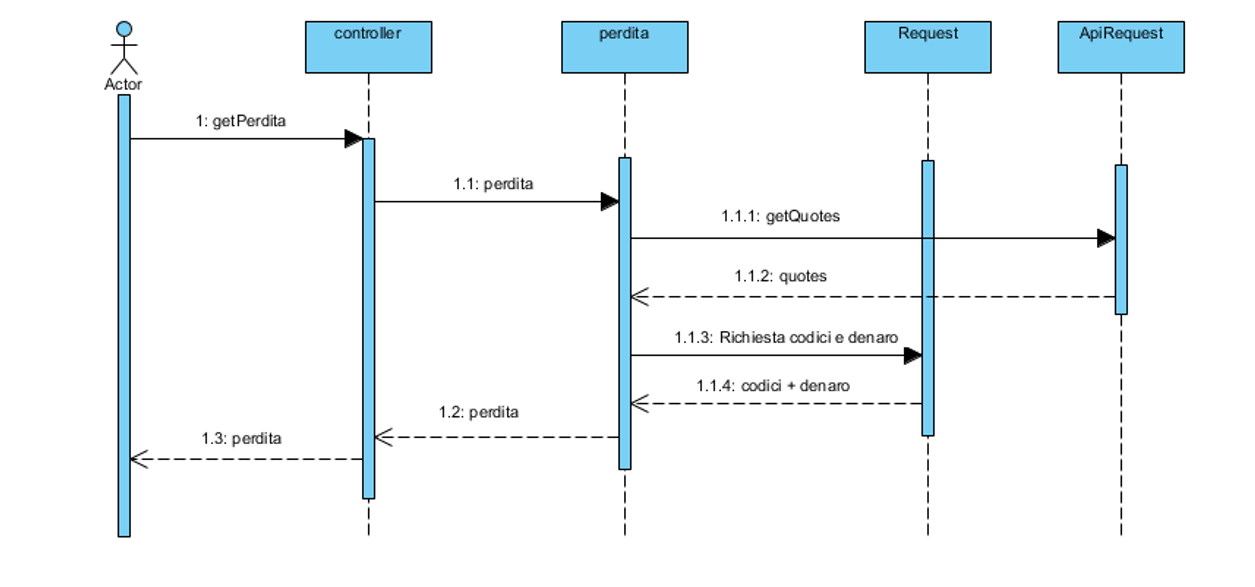 controller
perdita
Request
ApiRequest
Actor
1: getPerdita
1.1: perdita
1.1.1: getQuotes
1.1.2: quotes
1.1.3: Richiesta codici e denaro
1.1.4: codici + denaro
1.2: perdita
1.3: perdita